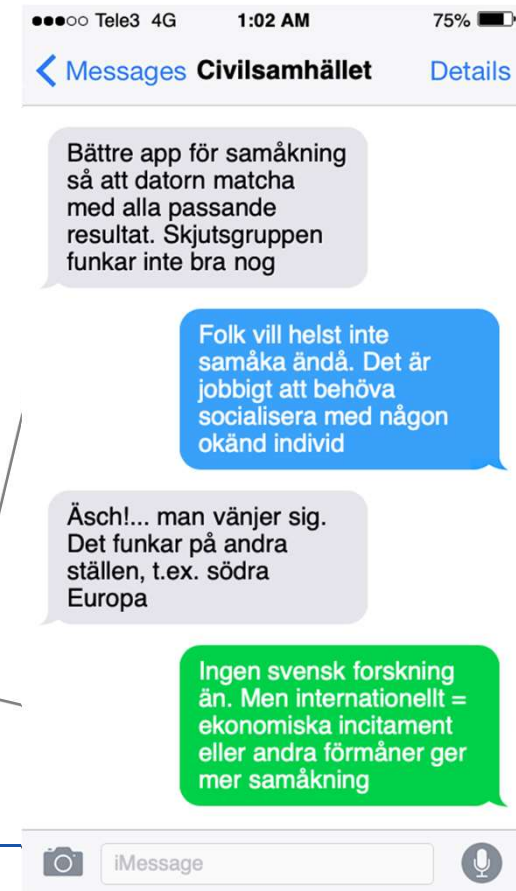 Tele3 4G 1:02 AM 75%
Messages Civilsamhället Details
Bättre app för samåkning
så att datorn matcha
med alla passande
resultat. Skjutsgruppen
funkar inte bra nog
Folk vill helst inte
samåka ändå. Det är
jobbigt att behöva
socialisera med någon
okänd individ
Äsch!... man vänjer sig.
Det funkar på andra
ställen, t.ex. södra
Europa
Ingen svensk forskning
än. Men internationellt =
ekonomiska incitament
eller andra förmåner ger
mer samåkning
iMessage